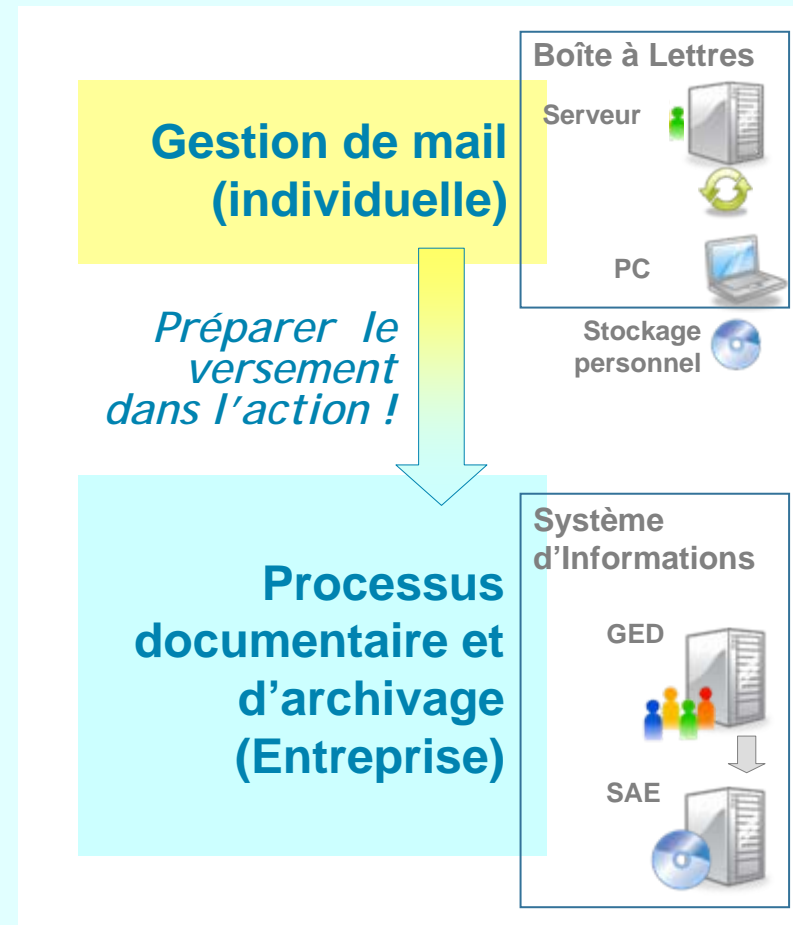 Boîte à Lettres
Serveur
Gestion de mail
(individuelle)
PC
Stockage
personnel
Préparer le
versement
dans l'action !
Système
d'Informations
Processus
documentaire et
d'archivage
(Entreprise)
GED
SAE